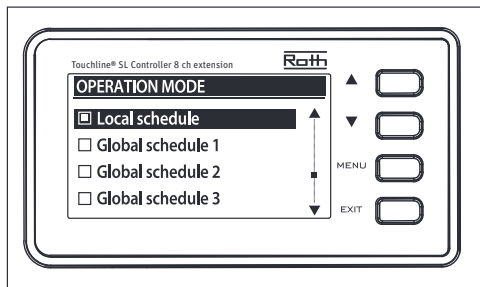 Touchline® SL Controller 8 ch extension
Roth
OPERATION MODE
Local schedule
Global schedule 1
Global schedule 2
Global schedule 3
MENU
EXIT